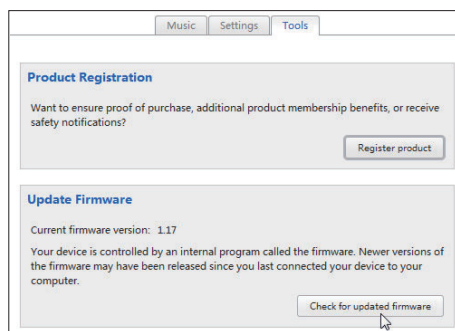 Music Settings Tools
Product Registration
Want to ensure proof of purchase, additional product membership benefits, or receive
safety notifications?
Register product
Update Firmware
Current firmware version: 1.17
Your device is controlled by an internal program called the firmware. Newer versions of
the firmware may have been released since you last connected your device to your
computer.
Check for updated firmware